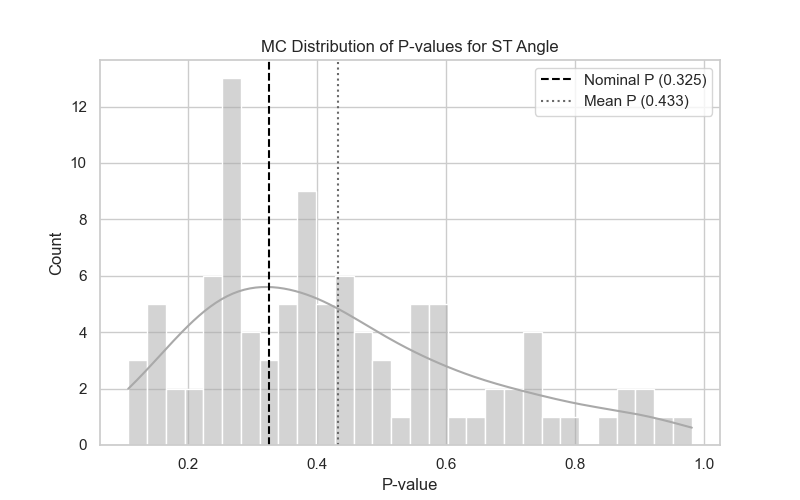 MC Distribution of P-values for ST Angle
Nominal P (0.325)
Mean P (0.433)
Count
12
10
8
6
4
2
0
0.2 0.4 0.6 0.8 1.0
P-value